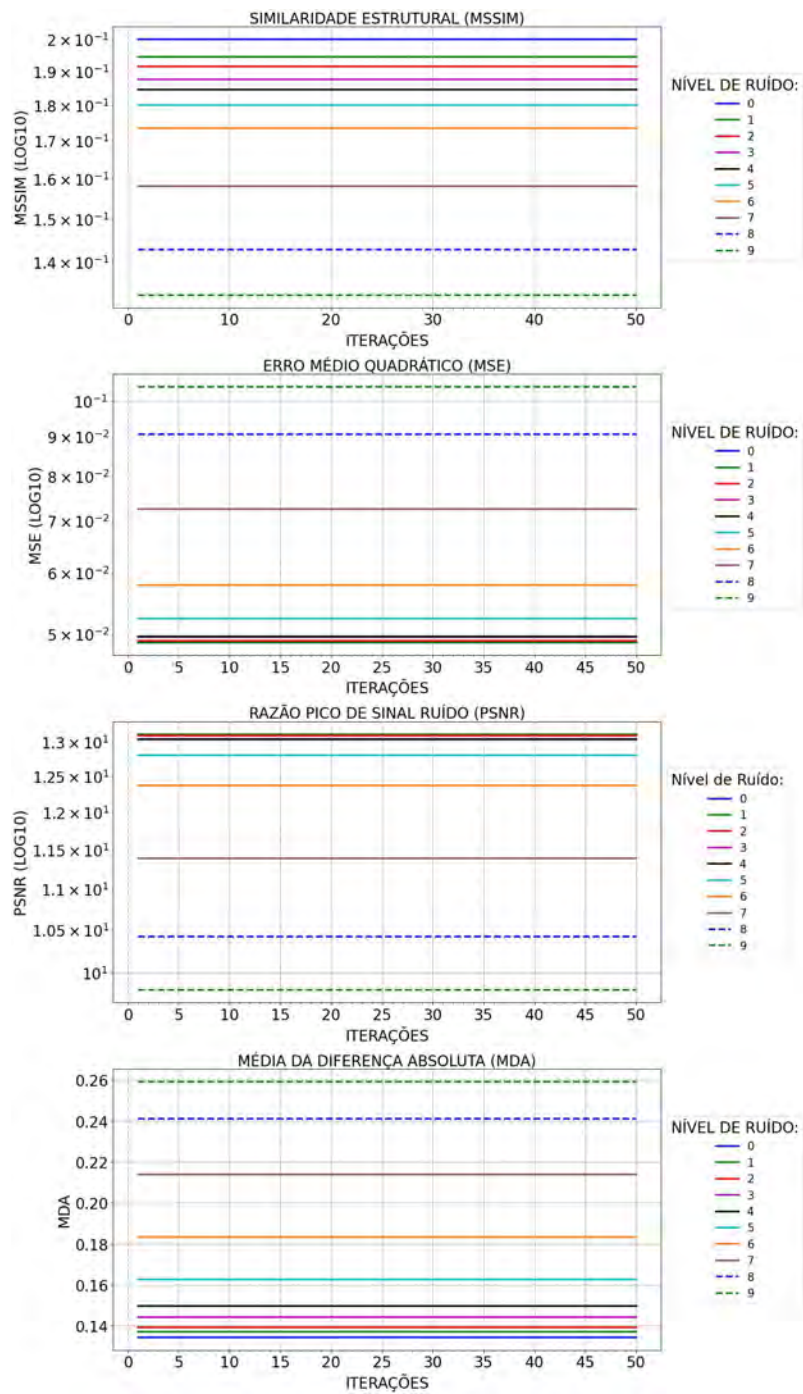 SIMILARIDADE ESTRUTURAL (MSSIM)
MSSIM (LOG10)
2 × 10⁻¹
1.9 × 10⁻¹
1.8 × 10⁻¹
1.7 × 10⁻¹
1.6 × 10⁻¹
1.5 × 10⁻¹
1.4 × 10⁻¹
0 10 20 30 40 50
ITERAÇÕES
NÍVEL DE RUÍDO:
0
1
2
3
4
5
6
7
8
9
ERRO MÉDIO QUADRÁTICO (MSE)
MSE (LOG10)
10⁻¹
9 × 10⁻²
8 × 10⁻²
7 × 10⁻²
6 × 10⁻²
5 × 10⁻²
0 5 10 15 20 25 30 35 40 45 50
ITERAÇÕES
NÍVEL DE RUÍDO:
0
1
2
3
4
5
6
7
8
9
RAZÃO PICO DE SINAL RUÍDO (PSNR)
PSNR (LOG10)
1.3 × 10¹
1.25 × 10¹
1.2 × 10¹
1.15 × 10¹
1.1 × 10¹
1.05 × 10¹
10¹
0 5 10 15 20 25 30 35 40 45 50
ITERAÇÕES
Nível de Ruído:
0
1
2
3
4
5
6
7
8
9
MÉDIA DA DIFERENÇA ABSOLUTA (MDA)
MDA
0.26
0.24
0.22
0.20
0.18
0.16
0.14
0 5 10 15 20 25 30 35 40 45 50
ITERAÇÕES
NÍVEL DE RUÍDO:
0
1
2
3
4
5
6
7
8
9